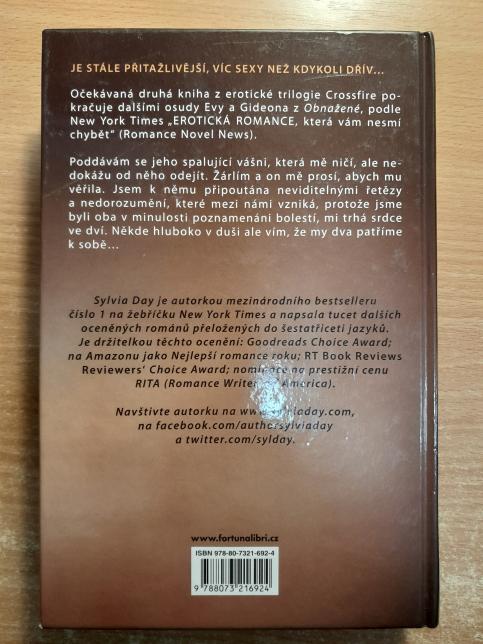 JE STÁLE PŘITAŽLIVĚJŠÍ, VÍC SEXY NEŽ KDYKOLI DŘÍV...
Očekávaná druhá kniha z erotické trilogie Crossfire po-
kračuje dalšími osudy Evy a Gideona z Obnažené, podle
New York Times „EROTICKÁ ROMANCE, která vám nesmí
chybět“ (Romance Novel News).
Poddávám se jeho spalující vášni, která mě ničí, ale ne-
dokážu od něho odejít. Žárlím a on mě prosí, abych mu
věřila. Jsem k němu připoutána neviditelnými řetězy
a nedorozumění, které mezi námi vzniká, protože jsme
byli oba v minulosti poznamenáni bolestí, mi trhá srdce
ve dví. Někde hluboko v duši ale vím, že my dva patříme
k sobě...
Sylvia Day je autorkou mezinárodního bestselleru
číslo 1 na žebříčku New York Times a napsala tucet dalších
oceněných románů přeložených do šestatřiceti jazyků.
Je držitelkou těchto ocenění: Goodreads Choice Award;
na Amazonu jako Nejlepší romance roku; RT Book Reviews
Reviewers‘ Choice Award; na prestižní cenu
RITA (Romance America).
Navštivte autorku na
na facebook.com/authorsylviaday
a twitter.com/sylday.
www.fortunalibri.cz
ISBN 978-80-7321-692-4
9 788073 216924